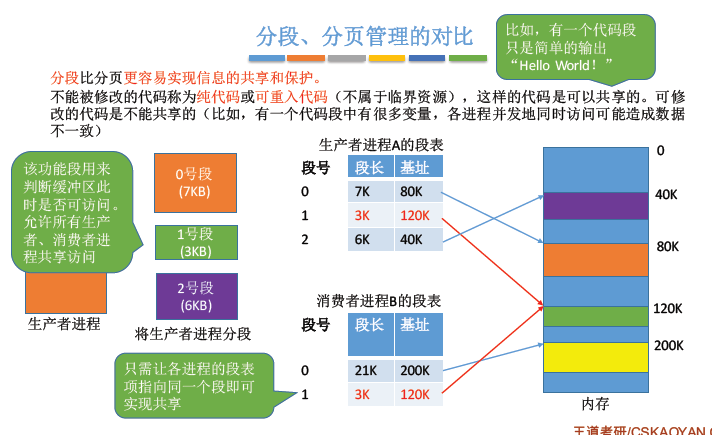 分段、分页管理的对比
比如，有一个代码段
只是简单的输出
“Hello World！”
分段比分页更容易实现信息的共享和保护。
不能被修改的代码称为纯代码或可重入代码（不属于临界资源），这样的代码是可以共享的。可修
改的代码是不能共享的（比如，有一个代码段中有很多变量，各进程并发地同时访问可能造成数据
不一致）
该功能段用来
判断缓冲区此
时是否可访问。
允许所有生产
者、消费者进
程共享访问
生产者进程
0号段
(7KB)
1号段
(3KB)
2号段
(6KB)
将生产者进程分段
只需让各进程的段表
项指向同一个段即可
实现共享
生产者进程A的段表
段号 段长 基址
0 7K 80K
1 3K 120K
2 6K 40K
消费者进程B的段表
段号 段长 基址
0 21K 200K
1 3K 120K
0
40K
80K
120K
200K
内存
王道考研/CSKAOYAN.